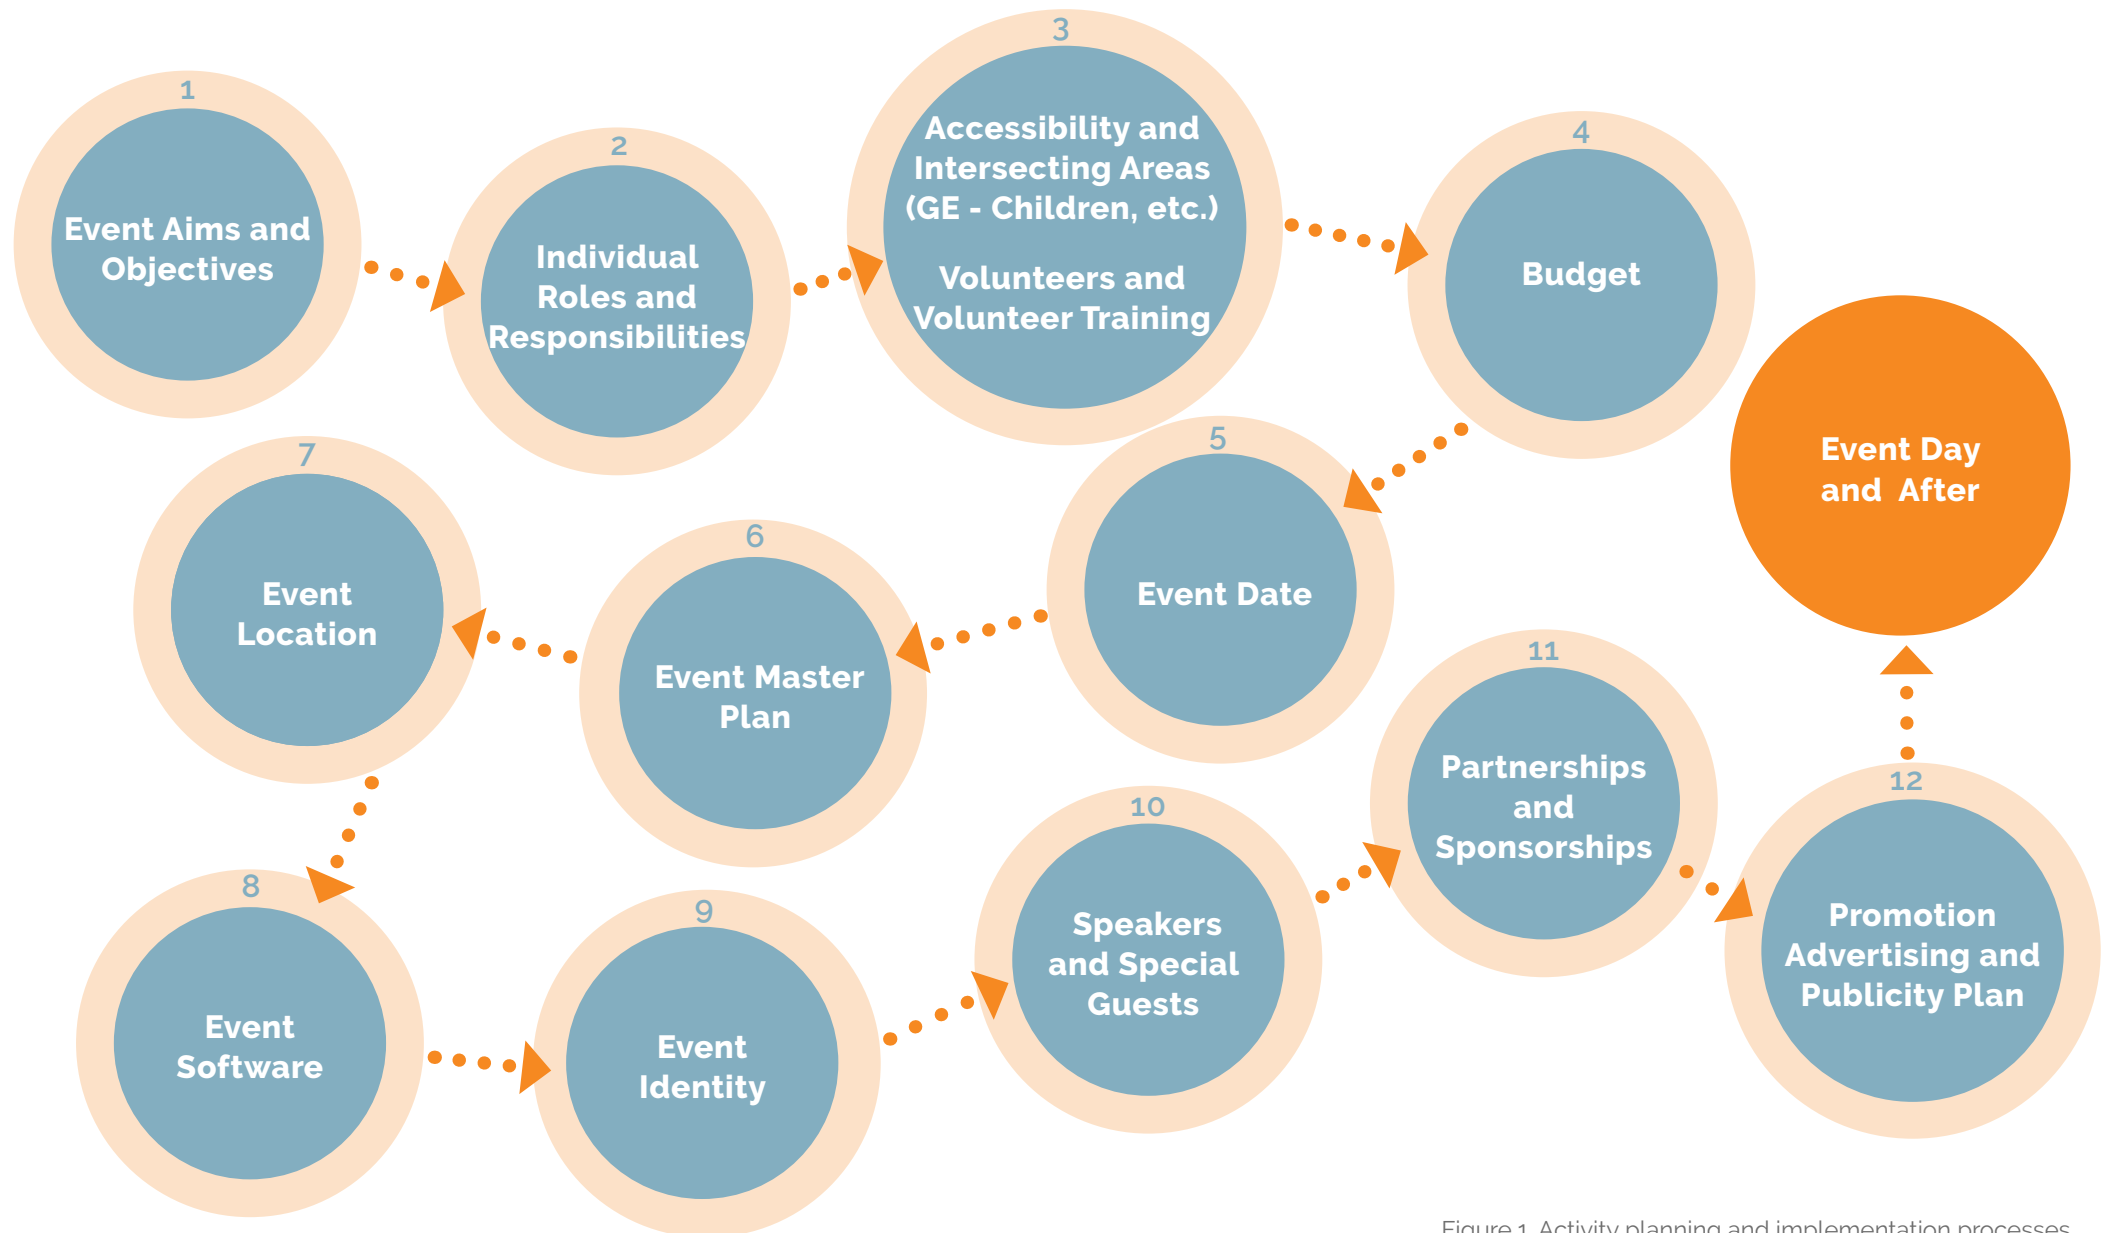 1
Event Aims and
Objectives
2
Individual
Roles and
Responsibilities
3
Accessibility and
Intersecting Areas
(GE - Children, etc.)
Volunteers and
Volunteer Training
4
Budget
5
Event Date
6
Event Master
Plan
7
Event
Location
8
Event
Software
9
Event
Identity
10
Speakers
and Special
Guests
11
Partnerships
and
Sponsorships
12
Promotion
Advertising and
Publicity Plan
Event Day
and After
Figure 1. Activity planning and implementation processes